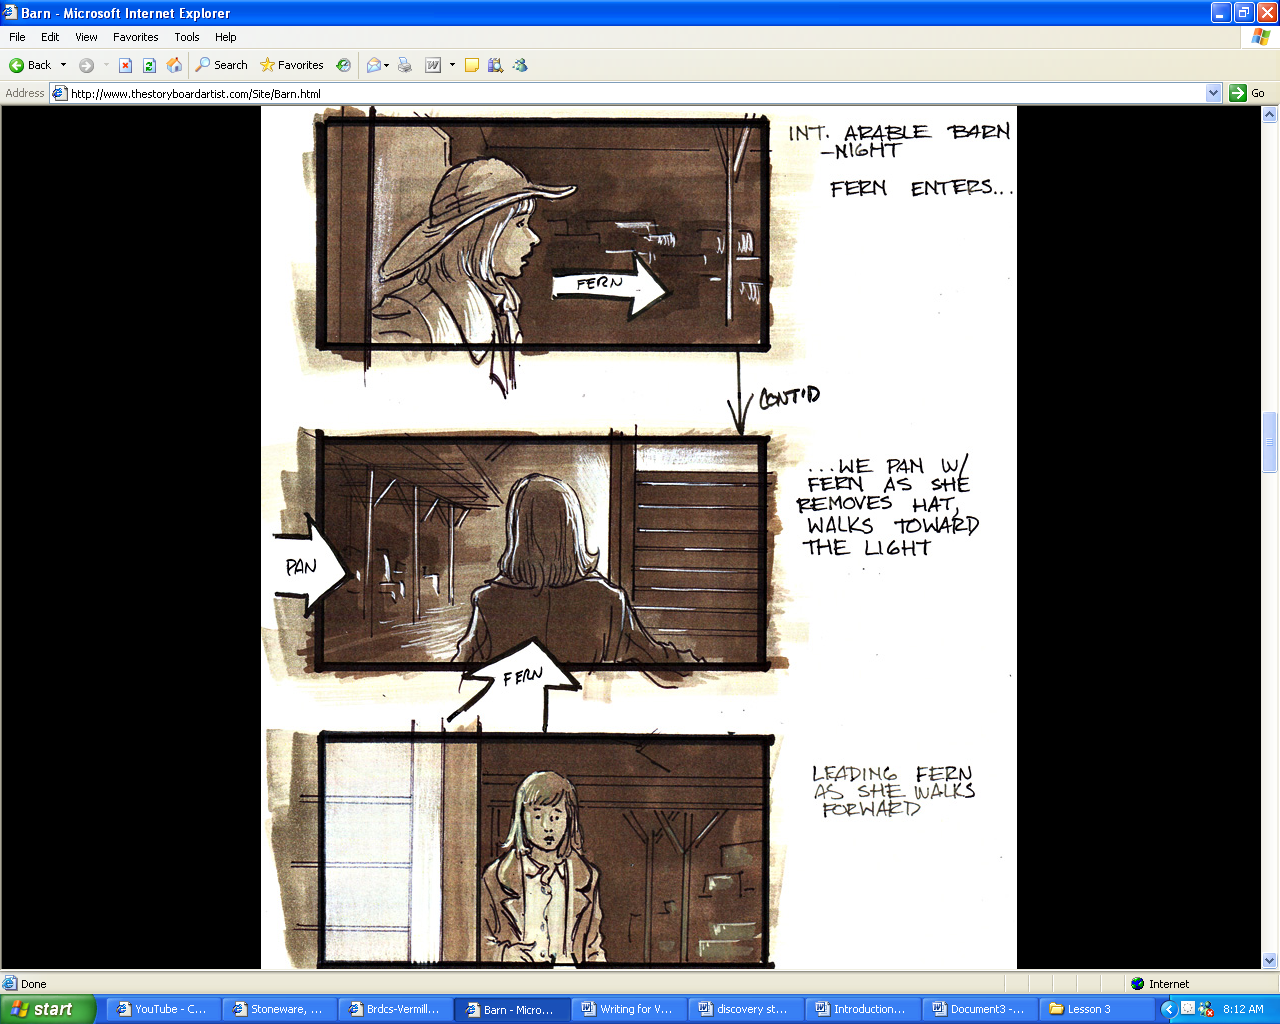 Barn - Microsoft Internet Explorer
File Edit View Favorites Tools Help
Back Search Favorites
Address http://www.thestoryboardartist.com/Site/Barn.html Go
INT. ARABLE BARN
-NIGHT
FERN ENTERS...
FERN
CONT'D
...WE PAN W/
FERN AS SHE
REMOVES HAT,
WALKS TOWARD
THE LIGHT
PAN
FERN
LEADING FERN
AS SHE WALKS
FORWARD
Done Internet
start YouTube - C... Stoneware, ... Brdcs-Vermill... Barn - Micros... Writing for V... discovery st... Introduction... Document3 -... Lesson 3 8:12 AM